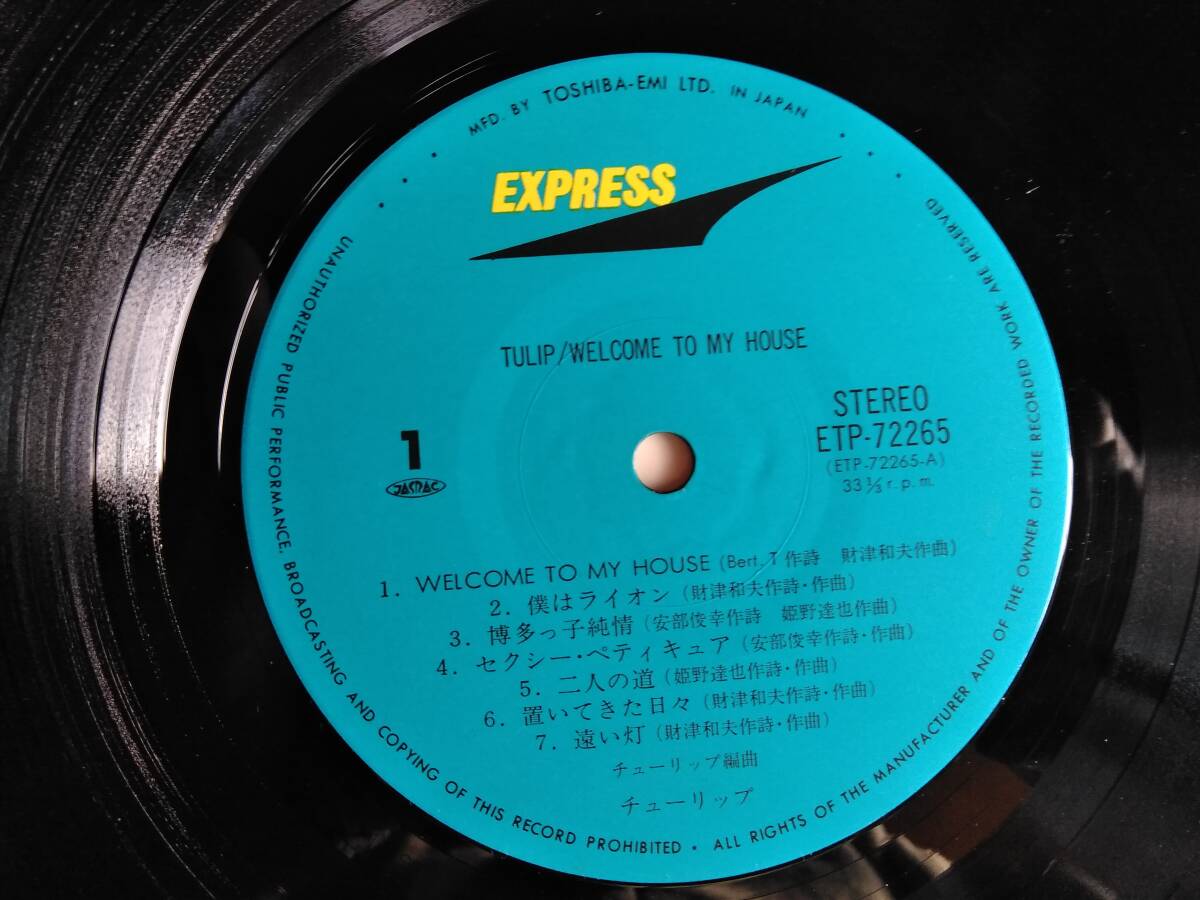 MFD. BY TOSHIBA-EMI LTD. IN JAPAN
EXPRESS
TULIP/WELCOME TO MY HOUSE
STEREO
ETP-72265
(ETP-72265-A)
33 ⅓ r.p.m.
1
JASRAC
1. WELCOME TO MY HOUSE (Bert. T作詩 財津和夫作曲)
2. 僕はライオン (財津和夫作詩・作曲)
3. 博多っ子純情 (安部俊幸作詩 姫野達也作曲)
4. セクシー・ペティキュア (安部俊幸作詩・作曲)
5. 二人の道 (姫野達也作詩・作曲)
6. 置いてきた日々 (財津和夫作詩・作曲)
7. 遠い灯 (財津和夫作詩・作曲)
チューリップ編曲
チューリップ
UNAUTHORIZED PUBLIC PERFORMANCE, BROADCASTING AND COPYING OF THIS RECORD PROHIBITED • ALL RIGHTS OF THE MANUFACTURER AND OF THE OWNER OF THE RECORDED WORK ARE RESERVED